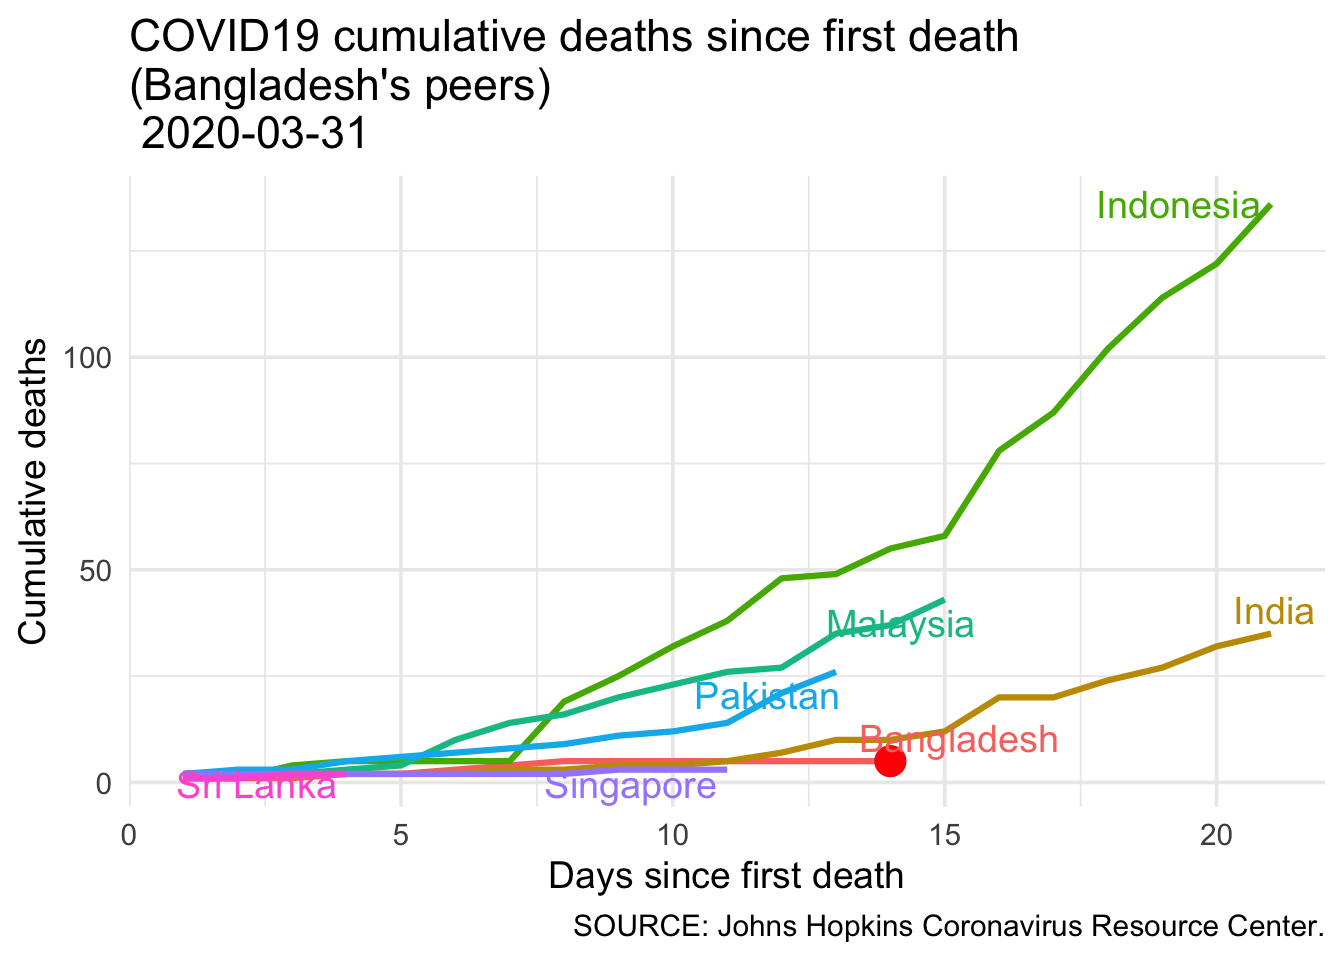 COVID19 cumulative deaths since first death
(Bangladesh's peers)
2020-03-31
Indonesia
100
Cumulative deaths
50
India
Malaysia
Pakistan
Bangladesh
Sri Lanka
Singapore
0
0 5 10 15 20
Days since first death
SOURCE: Johns Hopkins Coronavirus Resource Center.